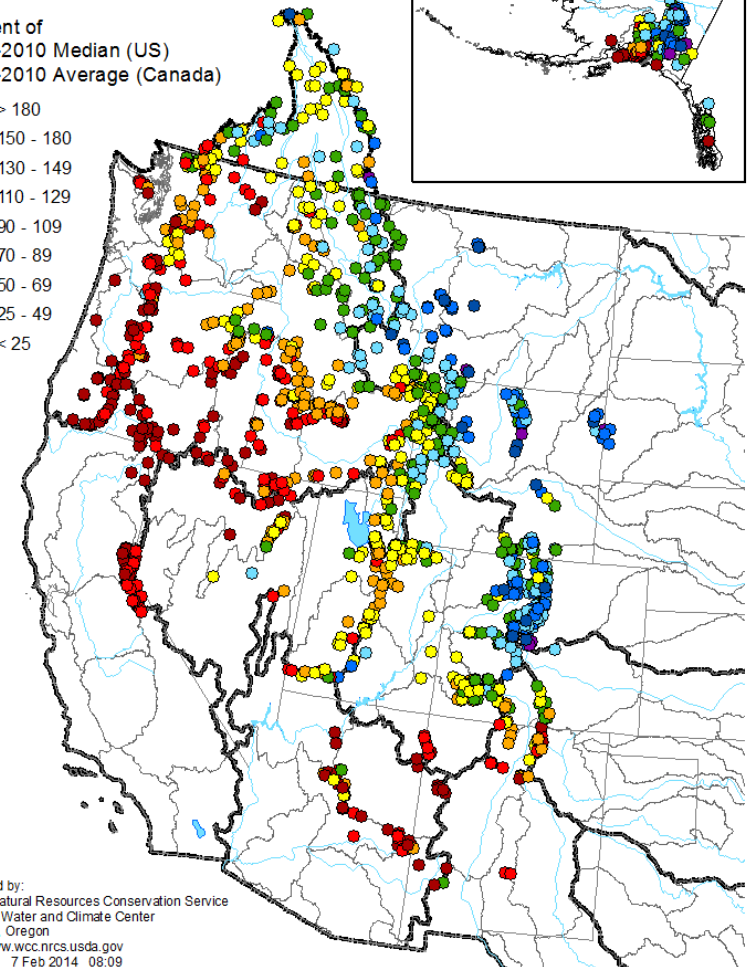 ent of
-2010 Median (US)
-2010 Average (Canada)
> 180
150 - 180
130 - 149
110 - 129
90 - 109
70 - 89
50 - 69
25 - 49
< 25
d by:
atural Resources Conservation Service
Water and Climate Center
Oregon
w.wcc.nrcs.usda.gov
7 Feb 2014 08:09